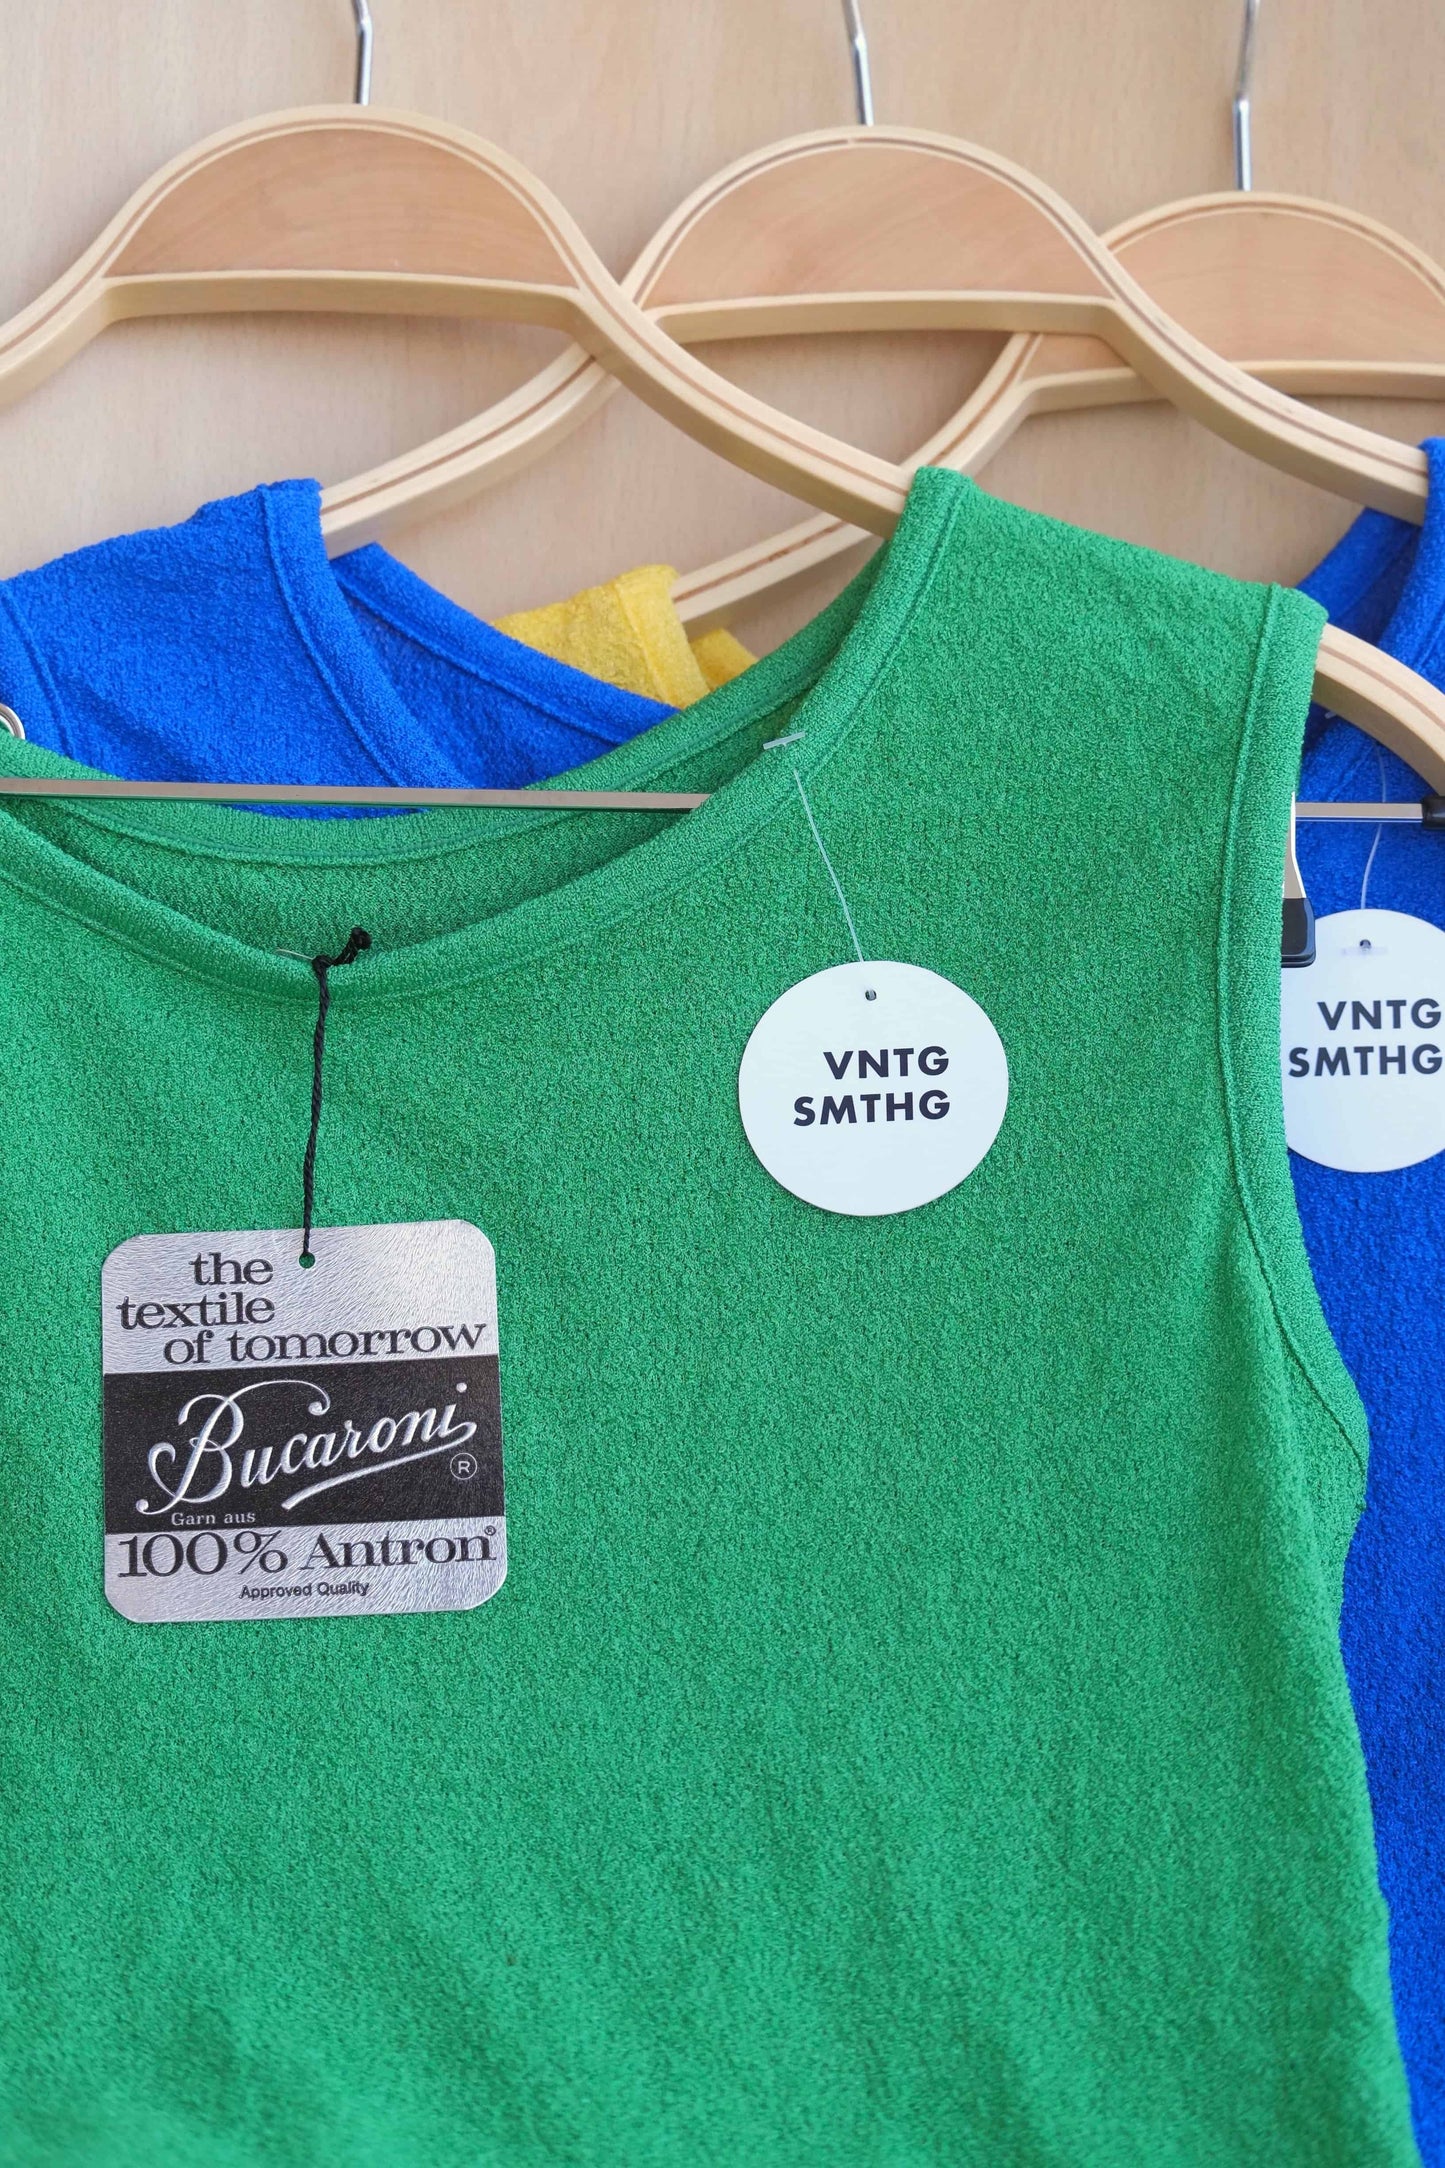 VNTG
SMTHG
VNTG
SMTHG
the
textile
of tomorrow
Bucaroni ®
Garn aus
100% Antron®
Approved Quality